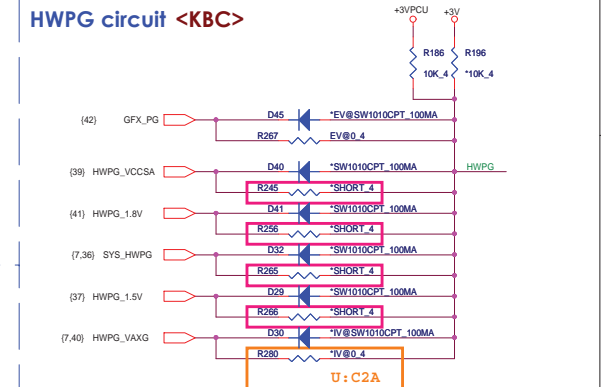 HWPG circuit <KBC>
+3VPCU +3V
R186 R196
10K_4 *10K_4
{42} GFX_PG D45 *EV@SW1010CPT_100MA
R267 EV@0_4
{39} HWPG_VCCSA D40 *SW1010CPT_100MA HWPG
R245 *SHORT_4
{41} HWPG_1.8V D41 *SW1010CPT_100MA
R256 *SHORT_4
{7,36} SYS_HWPG D32 *SW1010CPT_100MA
R265 *SHORT_4
{37} HWPG_1.5V D29 *SW1010CPT_100MA
R266 *SHORT_4
{7,40} HWPG_VAXG D30 *IV@SW1010CPT_100MA
R280 *IV@0_4
U:C2A